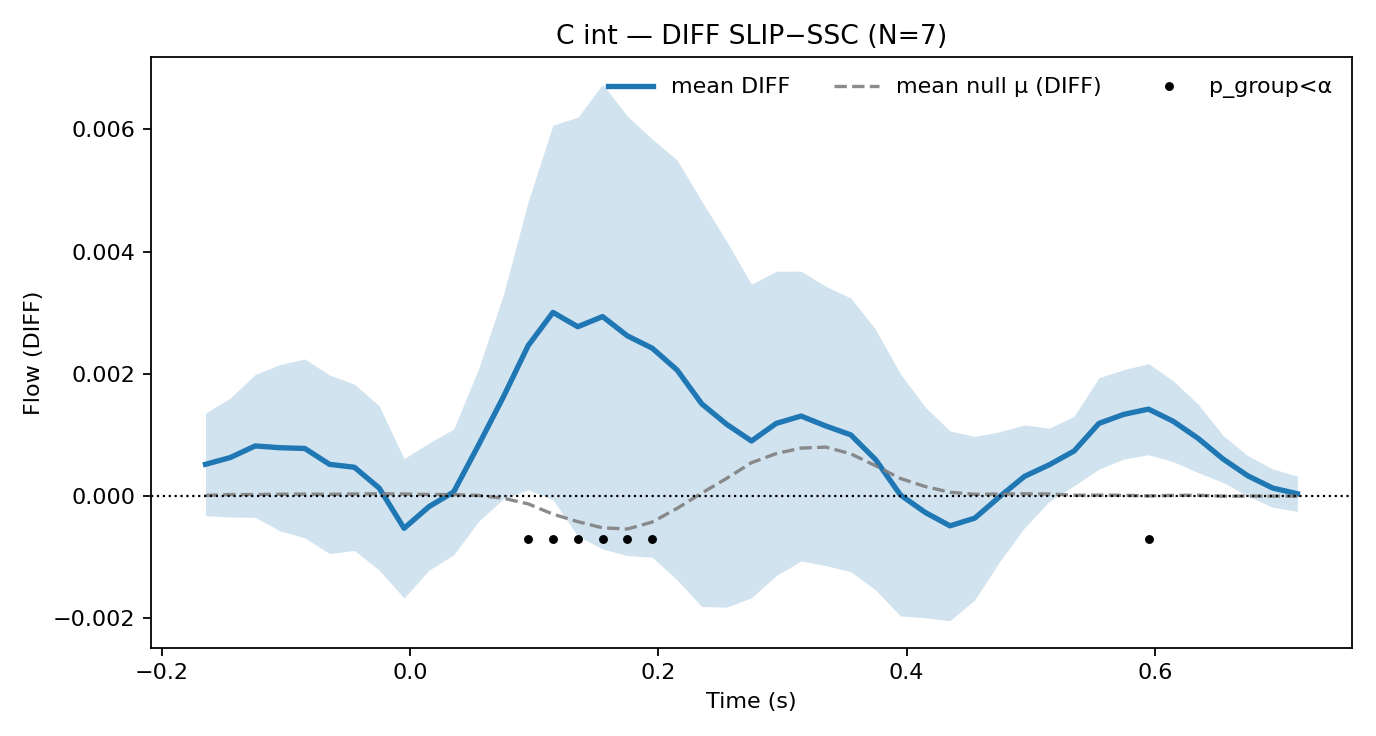 C int — DIFF SLIP−SSC (N=7)
mean DIFF
mean null μ (DIFF)
p_group<α
Flow (DIFF)
0.006
0.004
0.002
0.000
−0.002
−0.2
0.0
0.2
0.4
0.6
Time (s)